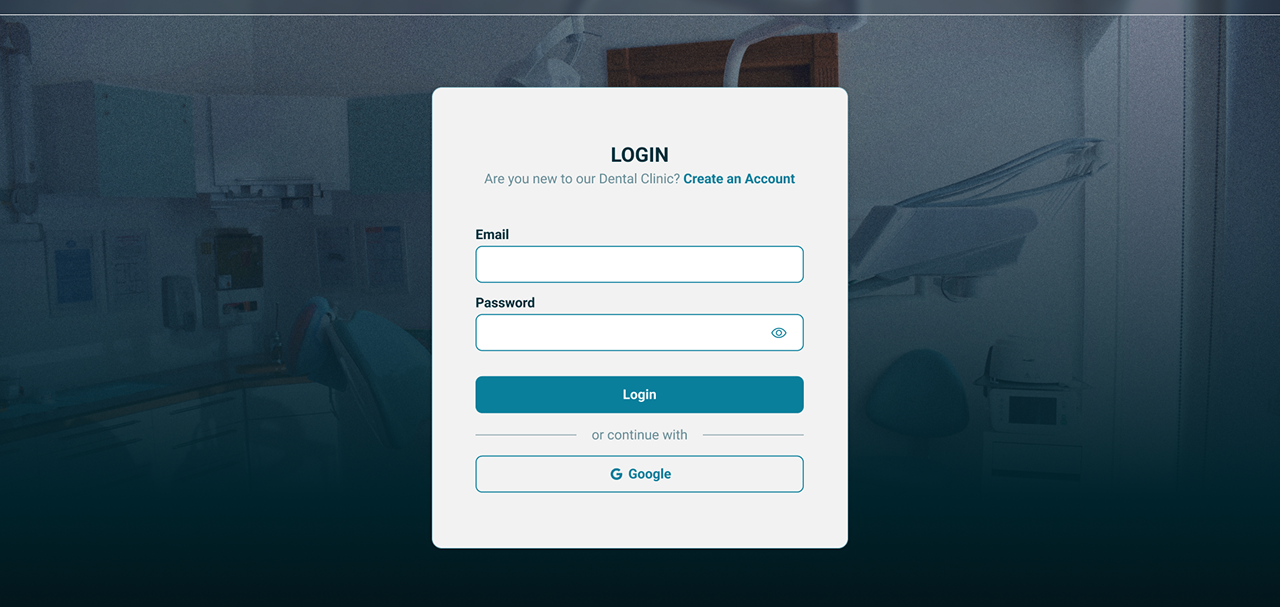 LOGIN
Are you new to our Dental Clinic? Create an Account
Email
Password
Login
or continue with
Google